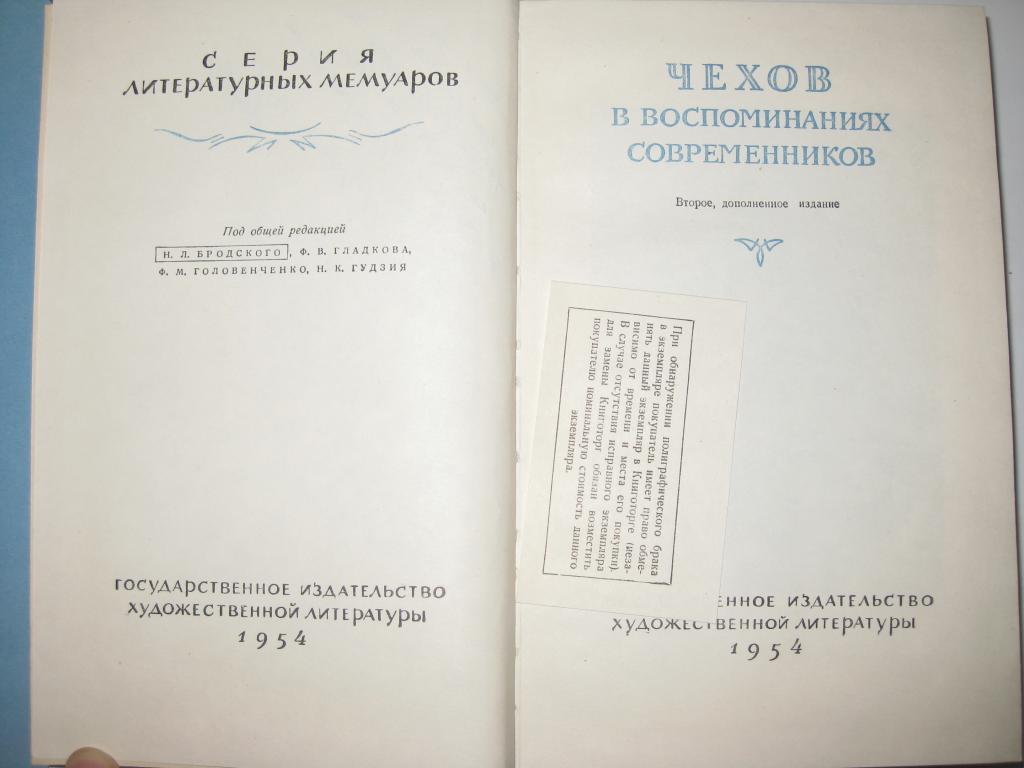 СЕРИЯ
ЛИТЕРАТУРНЫХ МЕМУАРОВ
Под общей редакцией
Н. Л. БРОДСКОГО, Ф. В. ГЛАДКОВА,
Ф. М. ГОЛОВЕНЧЕНКО, Н. К. ГУДЗИЯ
ГОСУДАРСТВЕННОЕ ИЗДАТЕЛЬСТВО
ХУДОЖЕСТВЕННОЙ ЛИТЕРАТУРЫ
1954
ЧЕХОВ
В ВОСПОМИНАНИЯХ
СОВРЕМЕННИКОВ
Второе, дополненное издание
При обнаружении полиграфического брака
в экземпляре покупатель имеет право обме-
нять данный экземпляр в Книготорге (неза-
висимо от времени и места его покупки).
В случае отсутствия исправного экземпляра
для замены Книготорг обязан возместить
покупателю номинальную стоимость данного
экземпляра.
ЕННОЕ ИЗДАТЕЛЬСТВО
ХУДОЖЕСТВЕННОЙ ЛИТЕРАТУРЫ
1954